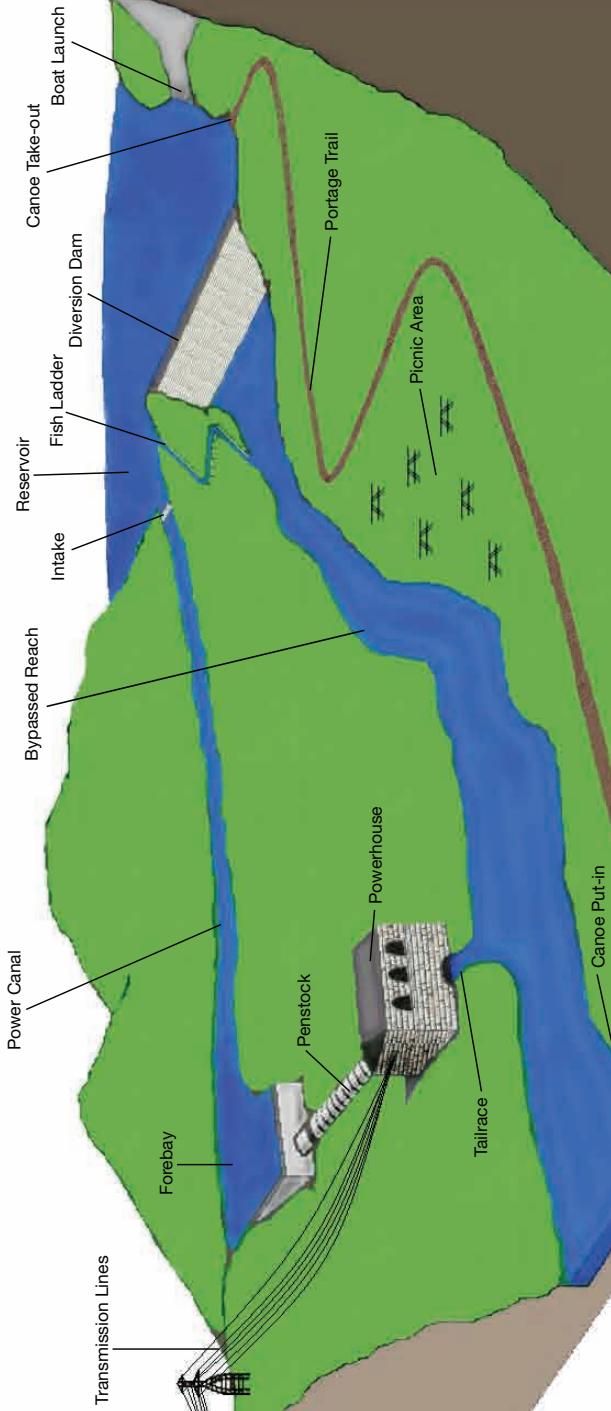 Transmission Lines
Forebay
Power Canal
Penstock
Powerhouse
Tailrace
Canoe Put-in
Bypassed Reach
Intake
Reservoir
Fish Ladder
Diversion Dam
Canoe Take-out
Boat Launch
Portage Trail
Picnic Area